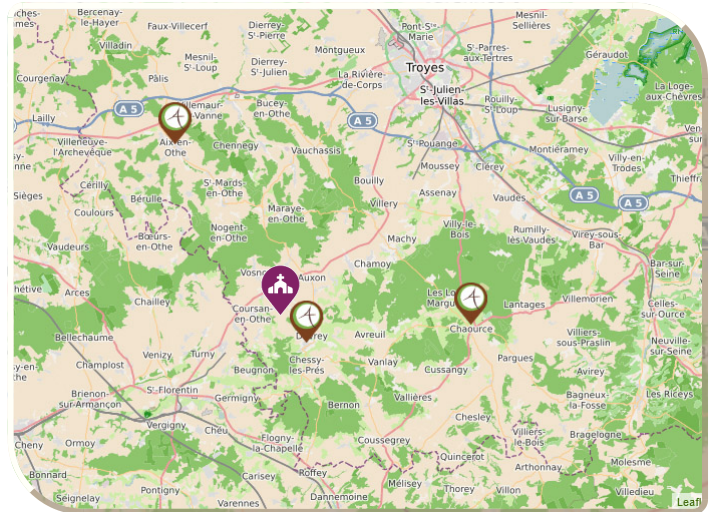 Bercenay-
le-Hayer
Faux-Villecerf
Dierrey-
St-Pierre
Pont-Ste-
Marie
Mesnil-
Sellières
Villadin
Montgueux
St-Parres-
aux-Tertres
Géraudot
Mesnil-
St-Loup
Dierrey-
St-Julien
Troyes
Courgenay
Pâlis
La Rivière-
de-Corps
St-Julien-
les-Villas
La Loge-
aux-Chèvres
Rouilly-
St-Loup
Lusigny-
sur-Barse
A 5
Bucey-
en-Othe
A 5
Lailly
Villeneuve-
l'Archevêque
Aix-en-
Othe
Chennegy
Vauchassis
St-Pouange
Montiéramey
Moussey
Clérey
Villy-en-
Trodes
Bouilly
Cérilly
St-Mards-
en-Othe
Assenay
A 5
A 5
Sièges
Bérulle
Villery
Vaudes
Coulours
Maraye-
en-Othe
Villy-le-
Bois
Rumilly-
lès-Vaudes
Virey-sous-
Bar
Nogent-
en-Othe
Machy
Vaudeurs
Bœurs-
en-Othe
Chamoy
Bar-sur-
Seine
Auxon
Arces
Chailley
Coursan-
en-Othe
Lantages
Villemorien
Celles-
sur-Ource
Chaource
Avreuil
Bellechaume
Villiers-
sous-Praslin
Neuville-
sur-Seine
Venizy
Turny
Chessy-
les-Prés
Vanlay
Pargues
Champlost
Beugnon
Cussangy
Avirey
Brienon-
sur-Armançon
St-Florentin
Germigny
Vallières
Bagneux-
la-Fosse
Les Riceys
Bernon
Chesley
Vergigny
Chéu
Flogny-
la-Chapelle
Coussegrey
Villiers-
le-Bois
Bragelogne
Cheny
Ormoy
Quincerot
Arthonnay
Molesme
Bonnard
Carisey
Roffey
Mélisey
Thorey
Villon
Villedieu
Seignelay
Pontigny
Varennes
Dannemoine
Leafl